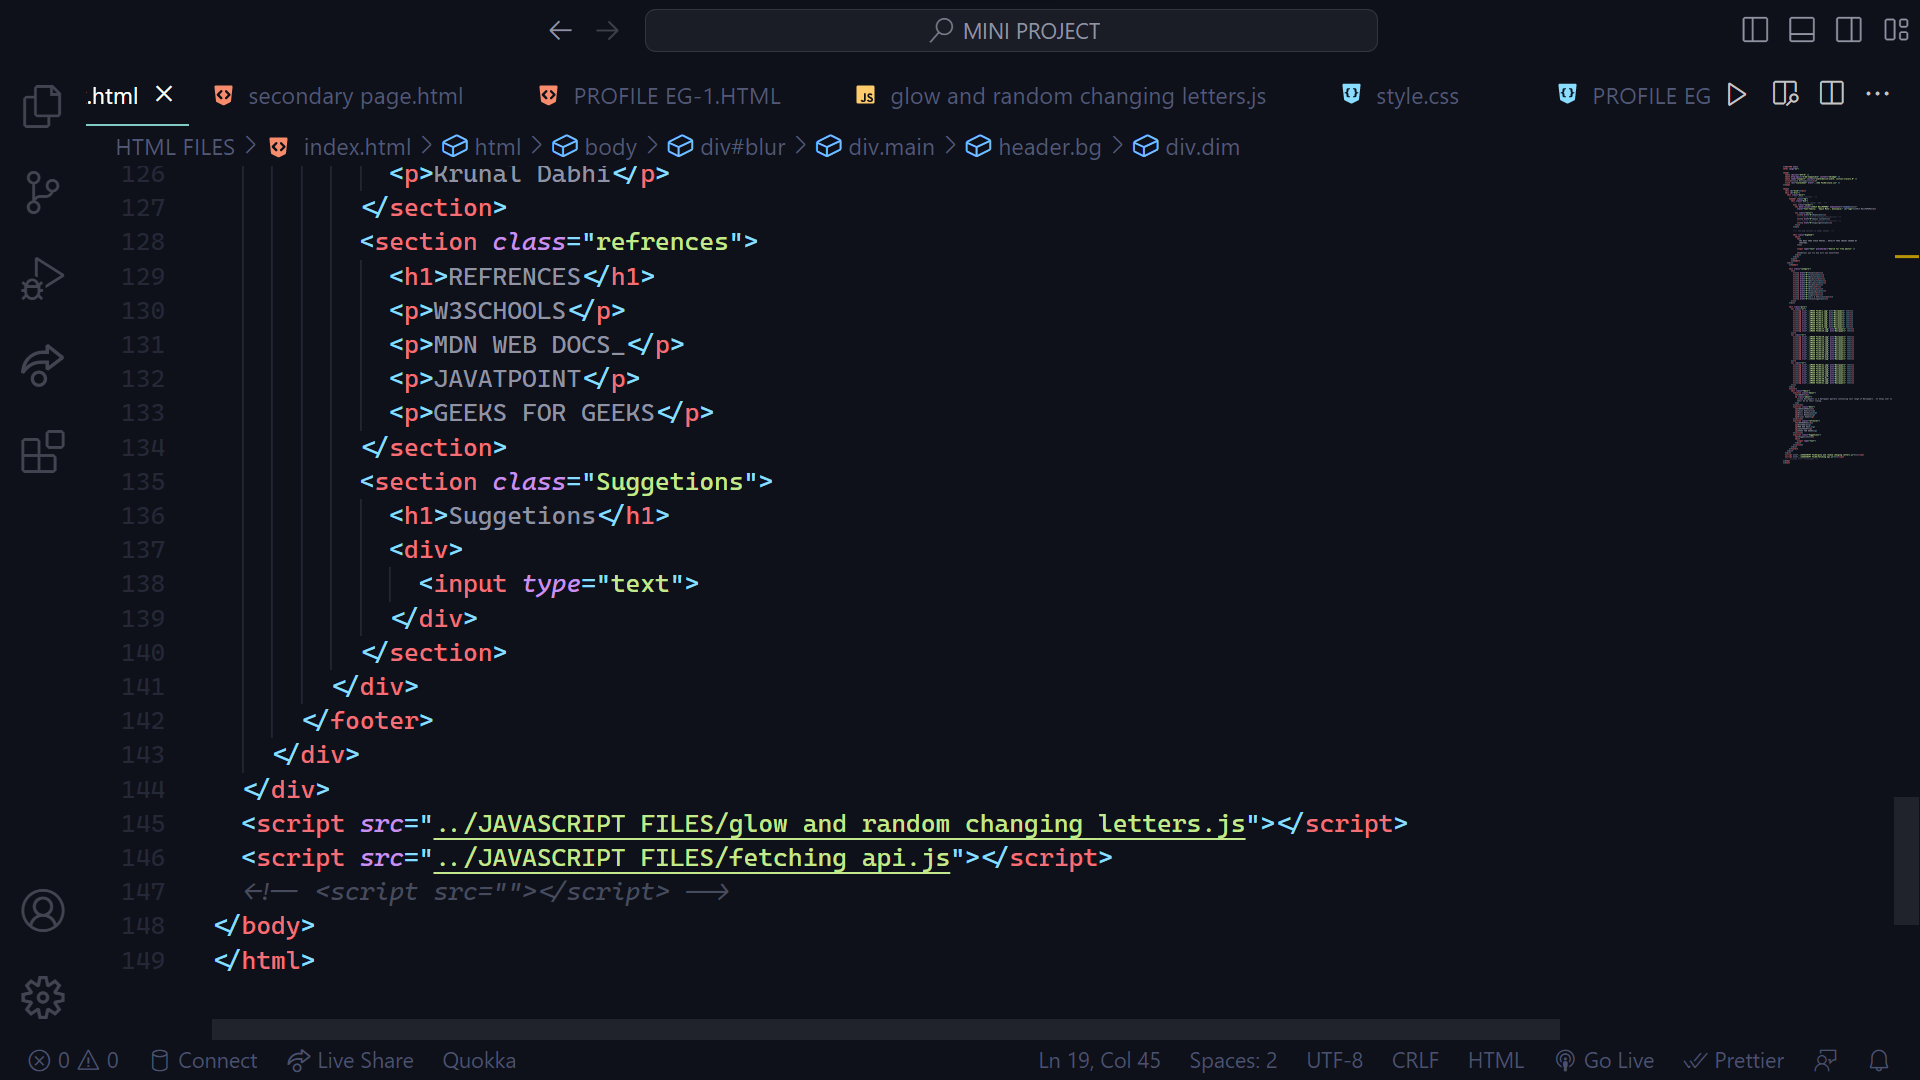 MINI PROJECT
.html secondary page.html PROFILE EG-1.HTML glow and random changing letters.js style.css PROFILE EG
HTML FILES > index.html > html > body > div#blur > div.main > header.bg > div.dim
126 <p>Krunal Dabhi</p>
127 </section>
128 <section class="refrences">
129 <h1>REFRENCES</h1>
130 <p>W3SCHOOLS</p>
131 <p>MDN WEB DOCS_</p>
132 <p>JAVATPOINT</p>
133 <p>GEEKS FOR GEEKS</p>
134 </section>
135 <section class="Suggetions">
136 <h1>Suggetions</h1>
137 <div>
138 <input type="text">
139 </div>
140 </section>
141 </div>
142 </footer>
143 </div>
144 </div>
145 <script src="../JAVASCRIPT FILES/glow and random changing letters.js"></script>
146 <script src="../JAVASCRIPT FILES/fetching api.js"></script>
147 <!-- <script src=""></script> -->
148 </body>
149 </html>
0 0 Connect Live Share Quokka Ln 19, Col 45 Spaces: 2 UTF-8 CRLF HTML Go Live Prettier